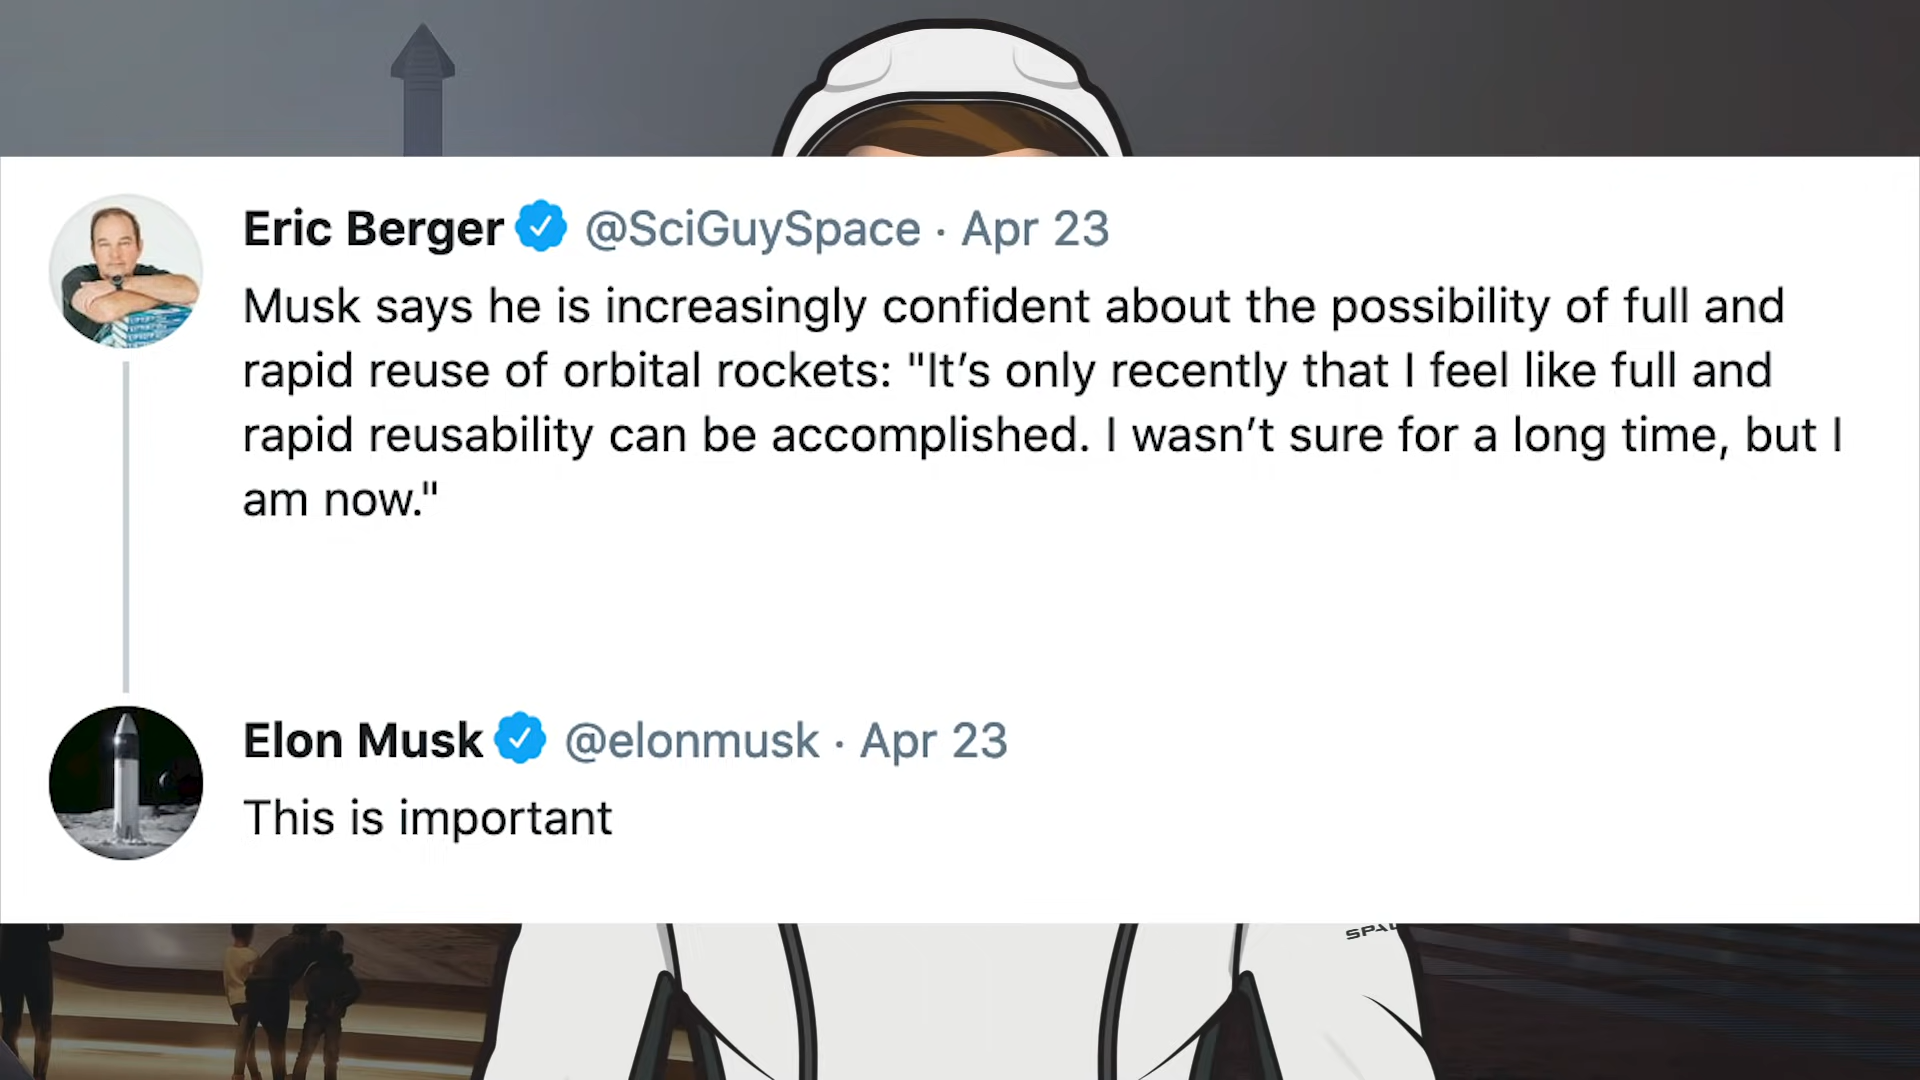 Eric Berger @SciGuySpace · Apr 23
Musk says he is increasingly confident about the possibility of full and
rapid reuse of orbital rockets: "It’s only recently that I feel like full and
rapid reusability can be accomplished. I wasn’t sure for a long time, but I
am now."
Elon Musk @elonmusk · Apr 23
This is important